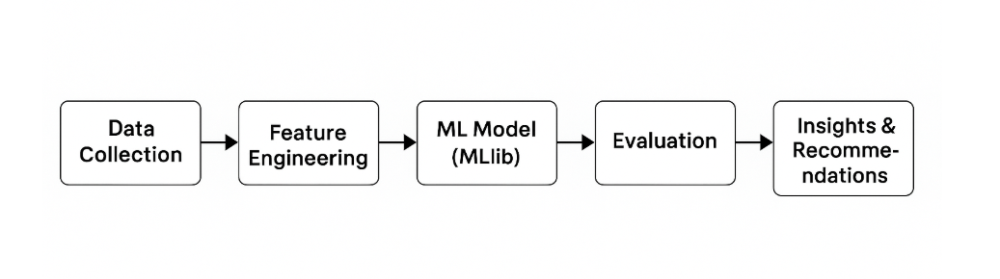 Data
Collection
Feature
Engineering
ML Model
(MLlib)
Evaluation
Insights &
Recomme-
ndations